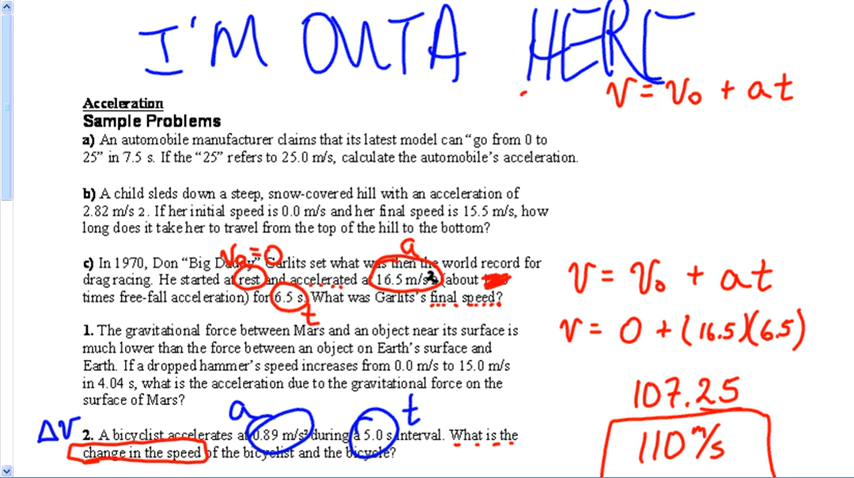 I'M OUTA HERE
v = v₀ + at
Acceleration
Sample Problems
a) An automobile manufacturer claims that its latest model can “go from 0 to
25” in 7.5 s. If the “25” refers to 25.0 m/s, calculate the automobile’s acceleration.
b) A child sleds down a steep, snow-covered hill with an acceleration of
2.82 m/s 2. If her initial speed is 0.0 m/s and her final speed is 15.5 m/s, how
long does it take her to travel from the top of the hill to the bottom?
v₀ = 0
a
c) In 1970, Don “Big Daddy” Garlits set what was then the world record for
drag racing. He started at rest and accelerated a 16.5 m/s² (about
times free-fall acceleration) for 6.5 s. What was Garlits’s final speed?
t
v = v₀ + at
v = 0 + (16.5)(6.5)
107.25
110 m/s
1. The gravitational force between Mars and an object near its surface is
much lower than the force between an object on Earth’s surface and
Earth. If a dropped hammer’s speed increases from 0.0 m/s to 15.0 m/s
in 4.04 s, what is the acceleration due to the gravitational force on the
surface of Mars?
a
t
Δv
2. A bicyclist accelerates at 0.89 m/s² during a 5.0 s interval. What is the
change in the speed of the bicyclist and the bicycle?